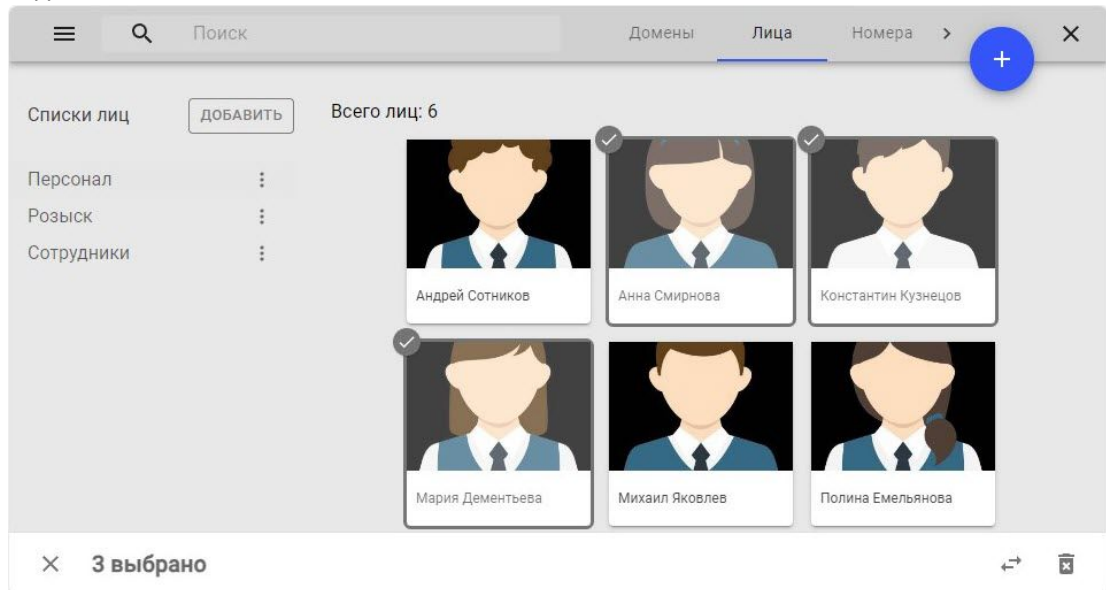 Поиск
Домены Лица Номера
Списки лиц ДОБАВИТЬ Всего лиц: 6
Персонал
Розыск
Сотрудники
Андрей Сотников Анна Смирнова Константин Кузнецов
Мария Дементьева Михаил Яковлев Полина Емельянова
3 выбрано